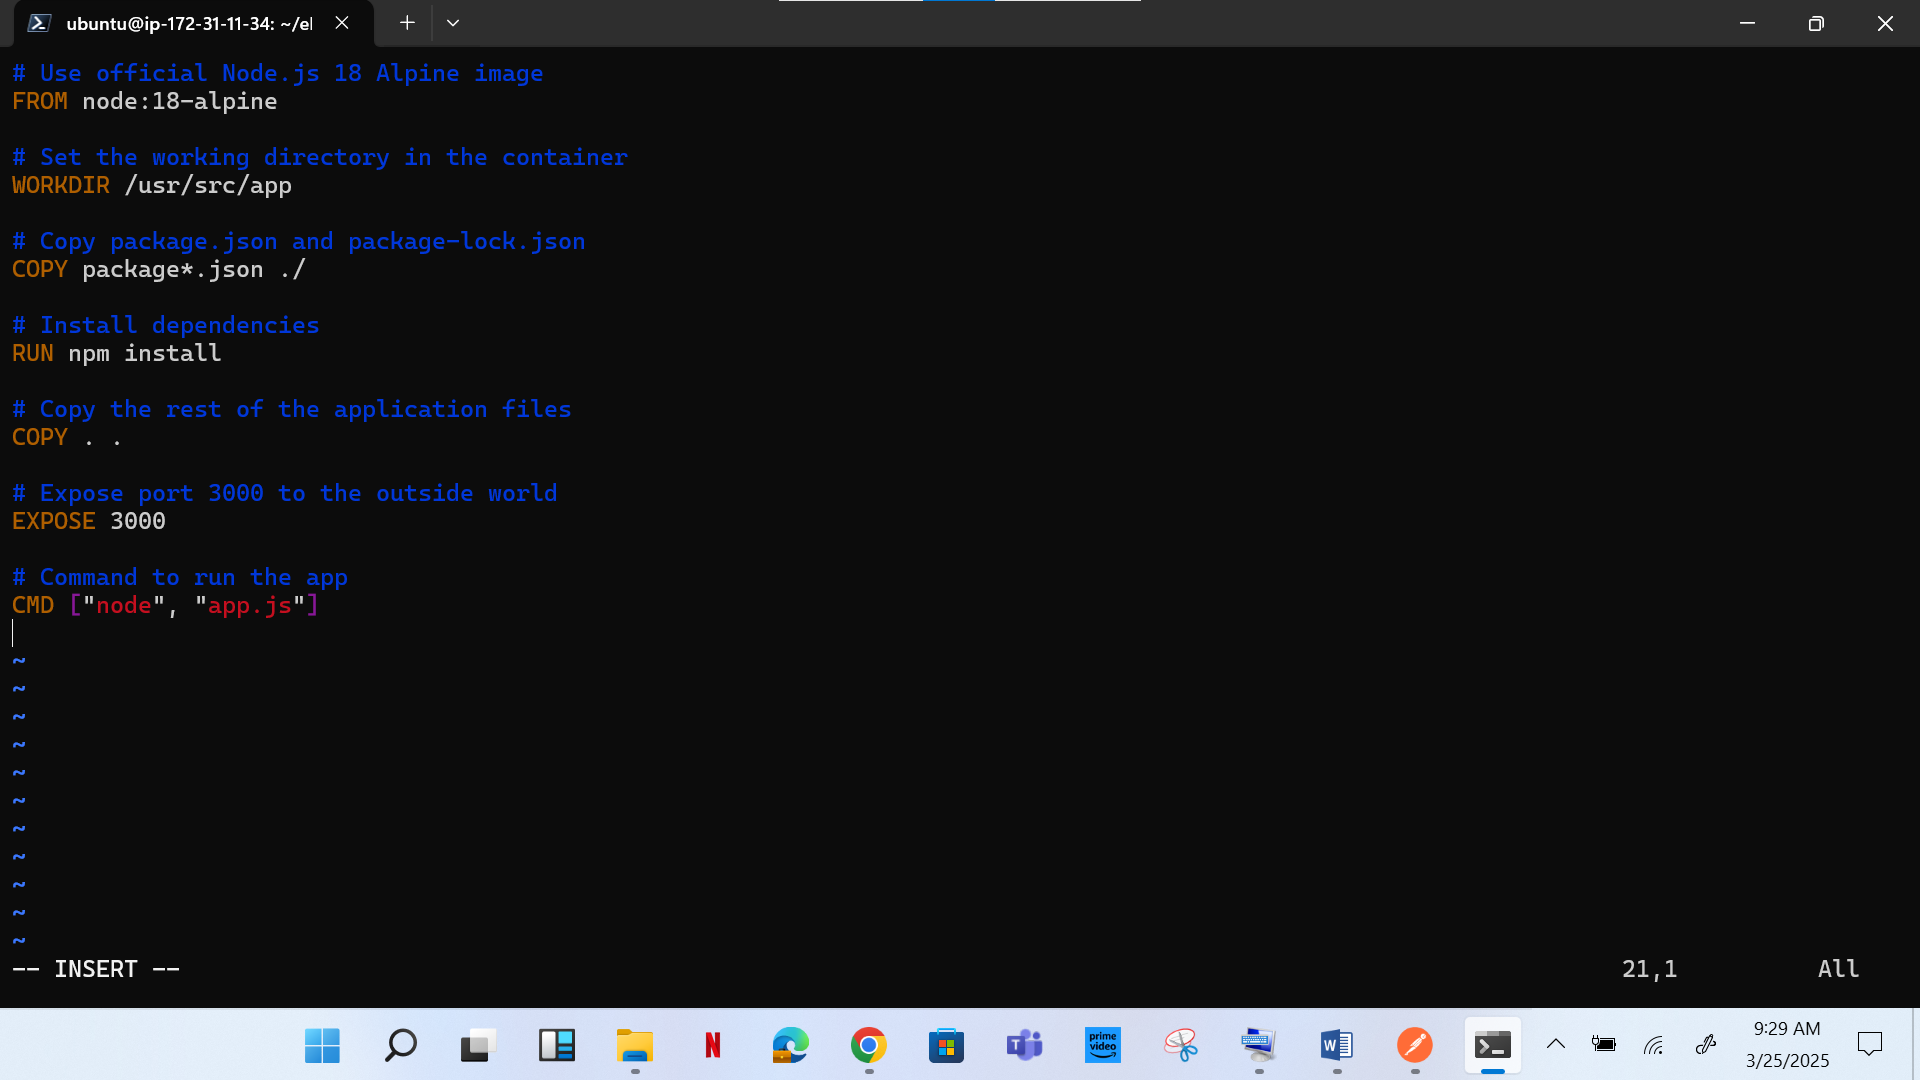 ubuntu@ip-172-31-11-34: ~/el
# Use official Node.js 18 Alpine image
FROM node:18-alpine
# Set the working directory in the container
WORKDIR /usr/src/app
# Copy package.json and package-lock.json
COPY package*.json ./
# Install dependencies
RUN npm install
# Copy the rest of the application files
COPY . .
# Expose port 3000 to the outside world
EXPOSE 3000
# Command to run the app
CMD ["node", "app.js"]
~
~
~
~
~
~
~
~
~
~
~
-- INSERT -- 21,1 All
prime video
9:29 AM
3/25/2025